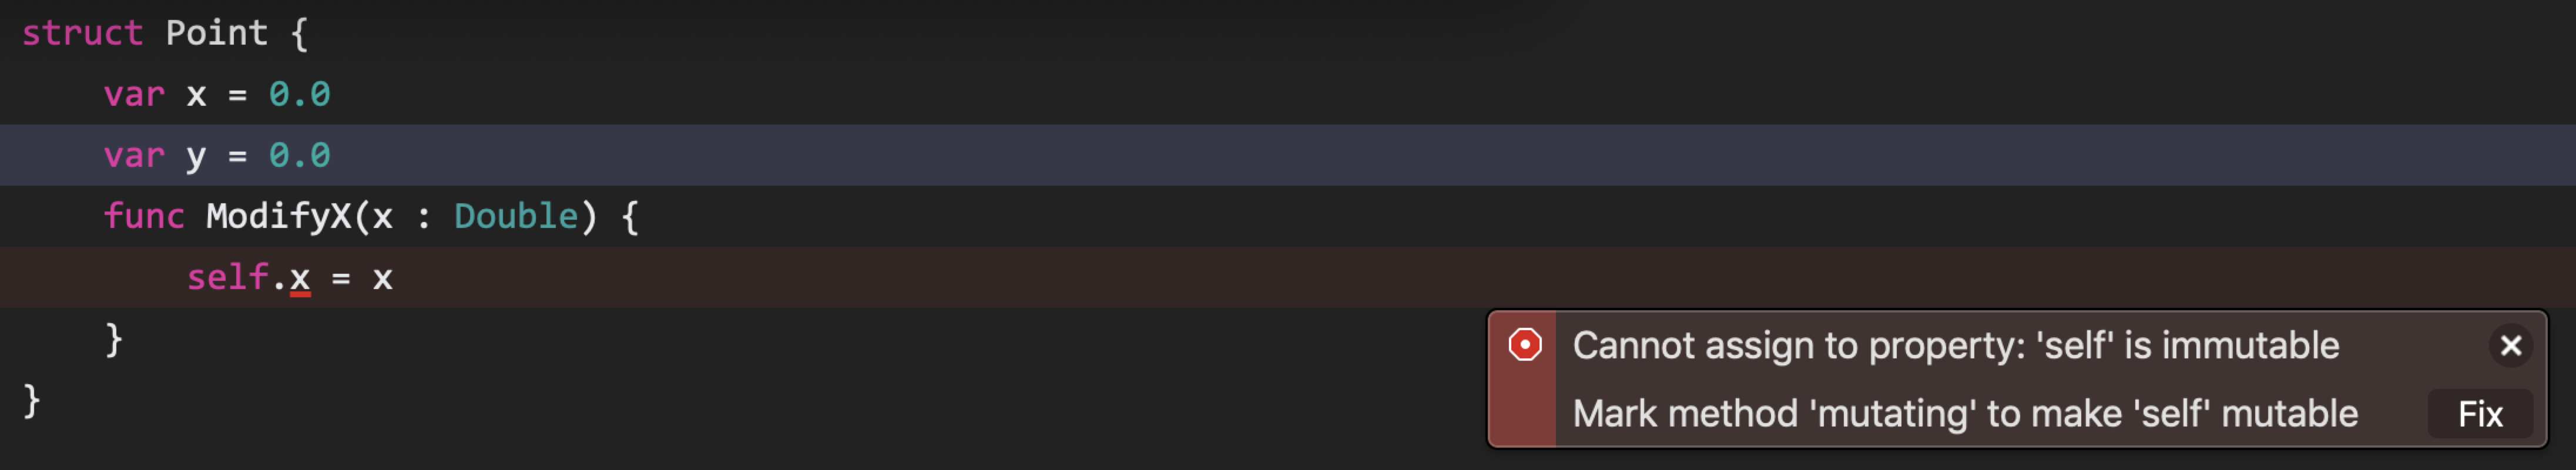 struct Point {
    var x = 0.0
    var y = 0.0
    func ModifyX(x : Double) {
        self.x = x
    }
}
Cannot assign to property: 'self' is immutable
Mark method 'mutating' to make 'self' mutable
Fix